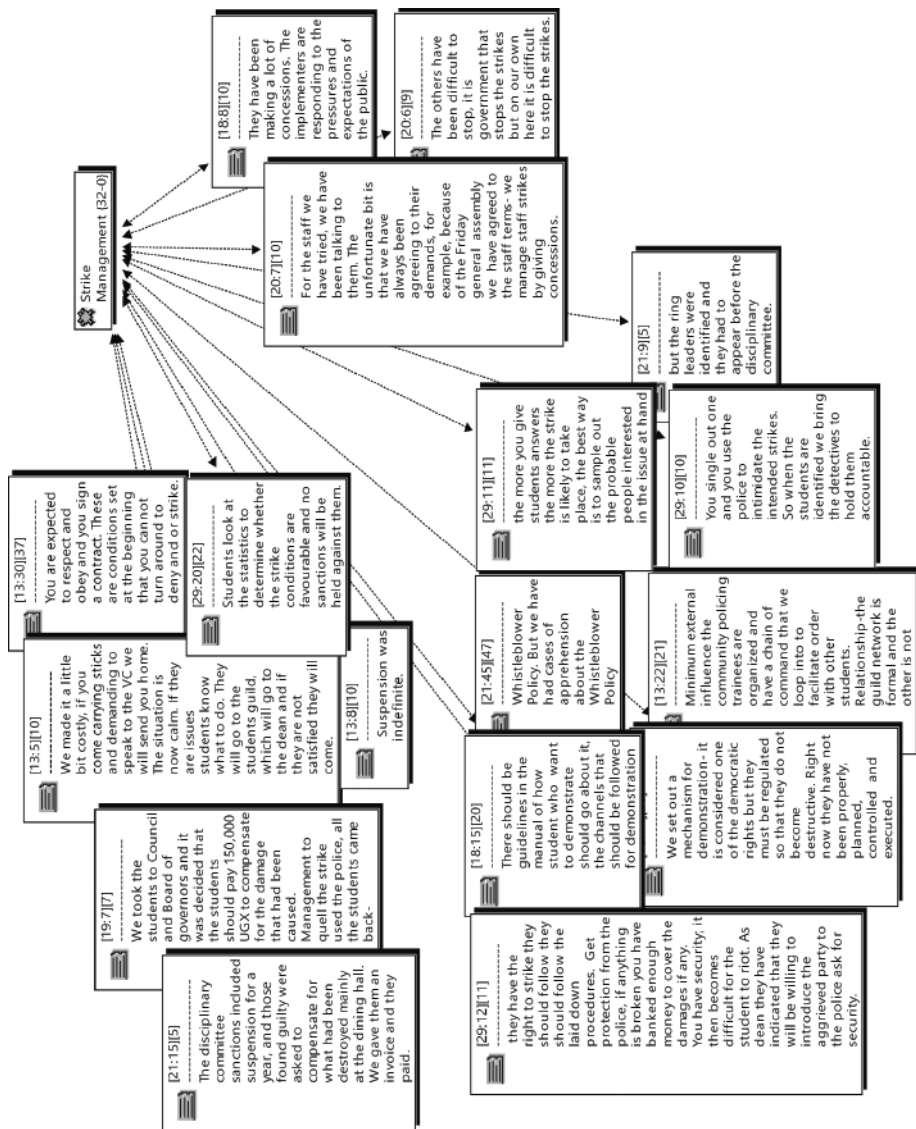 Strike
Management {32-0}
[18:8][10]
They have been
making a lot of
concessions. The
implementers are
responding to the
pressures and
expectations of
the public.
[20:6][9]
The others have
been difficult to
stop, it is
government that
stops the strikes
but on our own
here it is difficult
to stop the strikes.
[20:7][10]
For the staff we
have tried, we have
been talking to
them. The
unfortunate bit is
that we have
always been
agreeing to their
demands, for
example, because
of the Friday
general assembly
we have agreed to
the staff terms- we
manage staff strikes
by giving
concessions.
[21:9][5]
but the ring
leaders were
identified and
they had to
appear before the
disciplinary
committee.
[29:11][11]
the more you give
students answers
the more the strike
is likely to take
place, the best way
is to sample out
the probable
people interested
in the issue at hand
[29:10][10]
You single out one
and you use the
police to
intimidate the
intended strikes.
So when the
students are
identified we bring
the detectives to
hold them
accountable.
[13:30][37]
You are expected
to respect and
obey and you sign
a contract. These
are conditions set
at the beginning
that you cannot
turn around to
deny and or strike.
[29:20][22]
Students look at
the statistics to
determine whether
the strike
conditions are
favourable and no
sanctions will be
held against them.
[13:5][10]
We made it a little
bit costly, if you
come carrying sticks
and demanding to
speak to the VC we
will send you home.
The situation is
now calm. If they
are issues
students know
what to do. They
will go to the
students guild,
which will go to
the dean and if
they are not
satisfied they will
come.
[13:8][10]
Suspension was
indefinite.
[19:7][7]
We took the
students to Council
and Board of
governors and it
was decided that
the students
should pay 150,000
UGX to compensate
for the damage
that had been
caused.
Management to
quell the strike
used the police, all
the students came
back-
[21:15][5]
The disciplinary
committee
sanctions included
suspension for a
year, and those
found guilty were
asked to
compensate for
what had been
destroyed mainly
at the dining hall.
We gave them an
invoice and they
paid.
[21:45][47]
Whistleblower
Policy. But we have
had cases of
apprehension
about the
Whistleblower
Policy
[13:22][21]
Minimum external
influence the
community policing
trainees are
organized and
have a chain of
command that we
loop into to
facilitate order
with other
students.
Relationship-the
guild network is
formal and the
other is not
[18:15][20]
There should be
guidelines in the
manual of how
student who want
to demonstrate
should go about it,
the channels that
should be followed
for demonstration
We set out a
mechanism for
demonstration- it
is considered one
of the democratic
rights but they
must be regulated
so that they do not
become
destructive. Right
now they have not
been properly,
planned,
controlled and
executed.
[29:12][11]
they have the
right to strike they
should follow they
should follow the
laid down
procedures. Get
protection from the
police, if anything
is broken you have
banked enough
money to cover the
damages if any.
You have security, it
then becomes
difficult for the
student to riot. As
dean they have
indicated that they
will be willing to
introduce the
aggrieved party to
the police ask for
security.